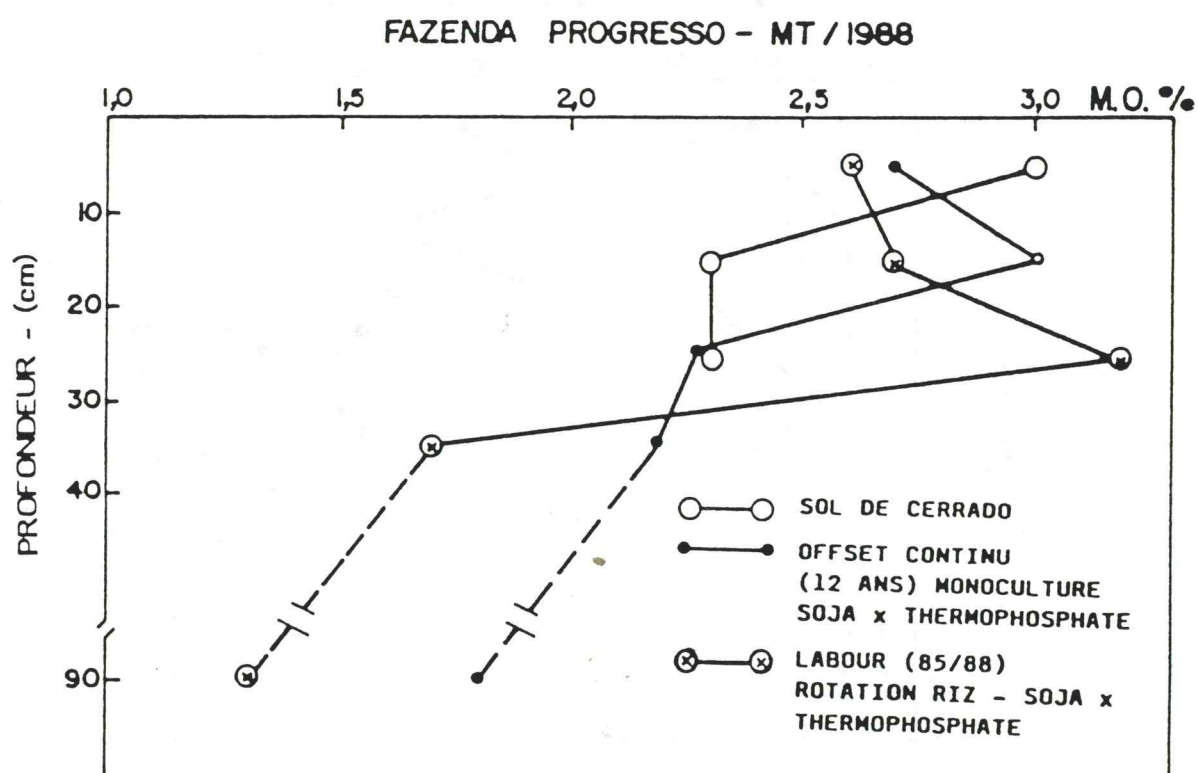 FAZENDA PROGRESSO - MT / 1988
1,0 1,5 2,0 2,5 3,0 M.O. %
PROFONDEUR - (cm)
10
20
30
40
90
SOL DE CERRADO
OFFSET CONTINU
(12 ANS) MONOCULTURE
SOJA x THERMOPHOSPHATE
LABOUR (85/88)
ROTATION RIZ - SOJA x
THERMOPHOSPHATE